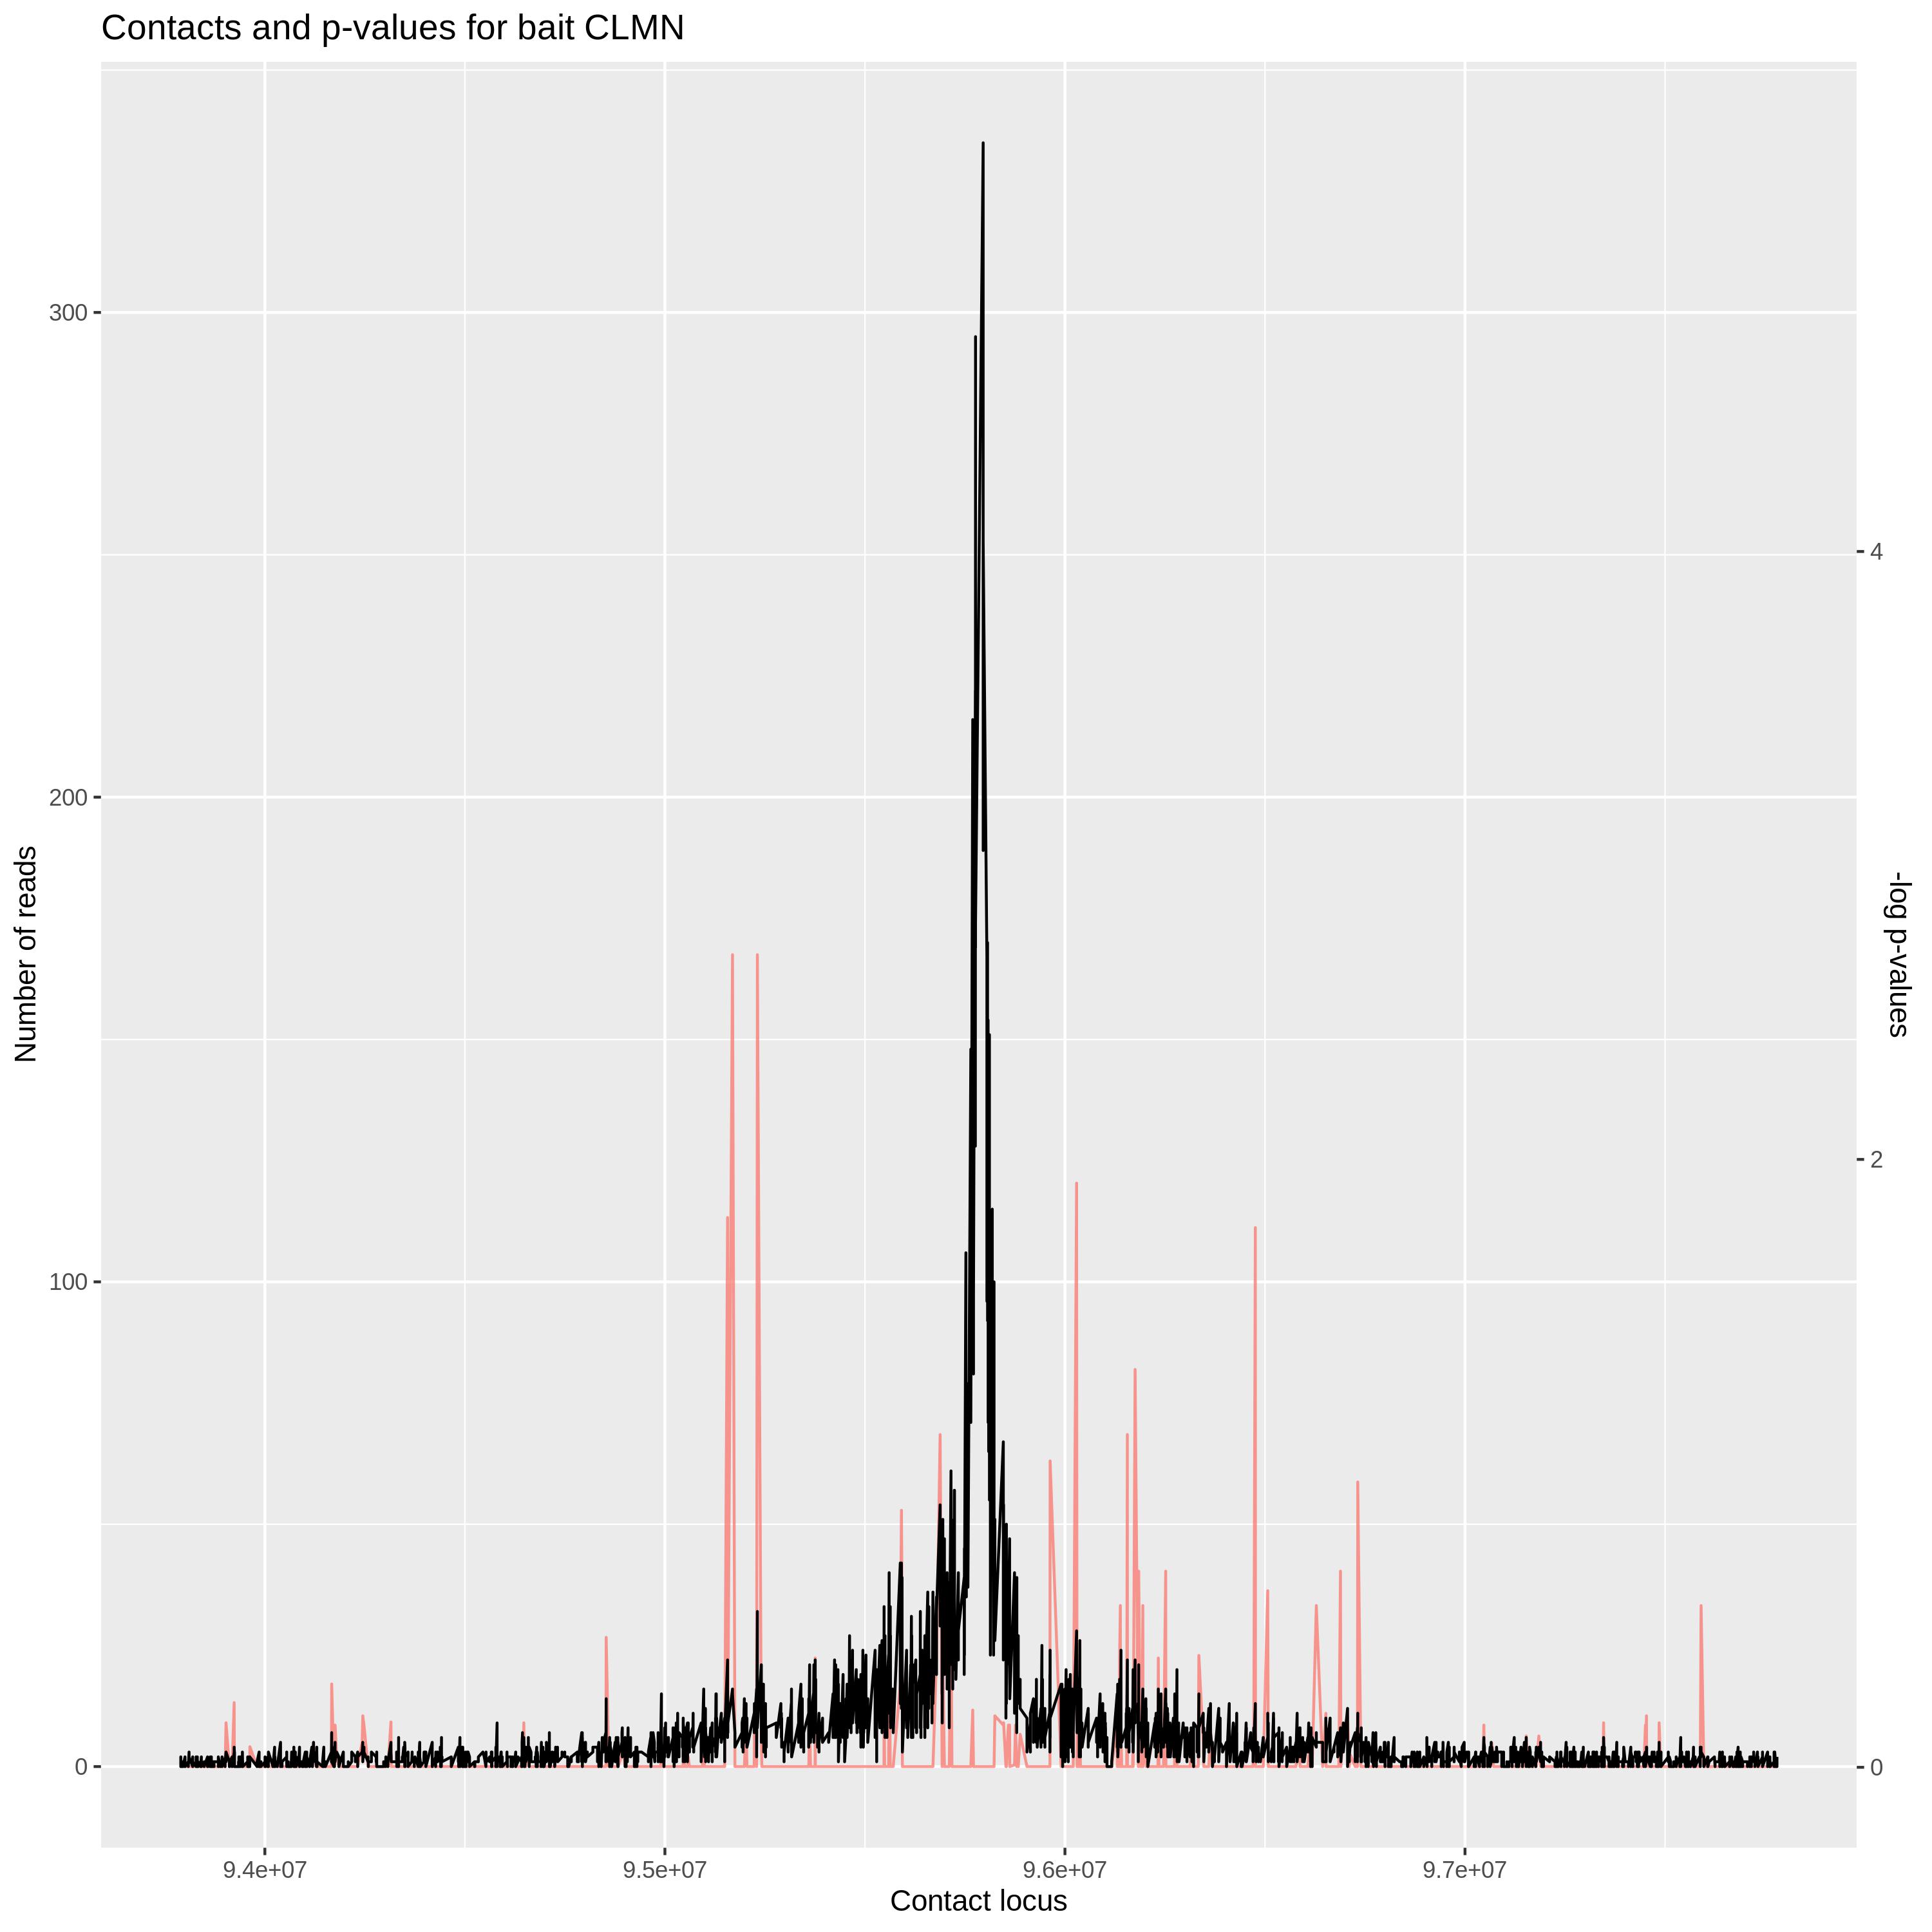 Contacts and p-values for bait CLMN
300
200
100
0
Number of reads
4
2
0
-log p-values
9.4e+07
9.5e+07
9.6e+07
9.7e+07
Contact locus